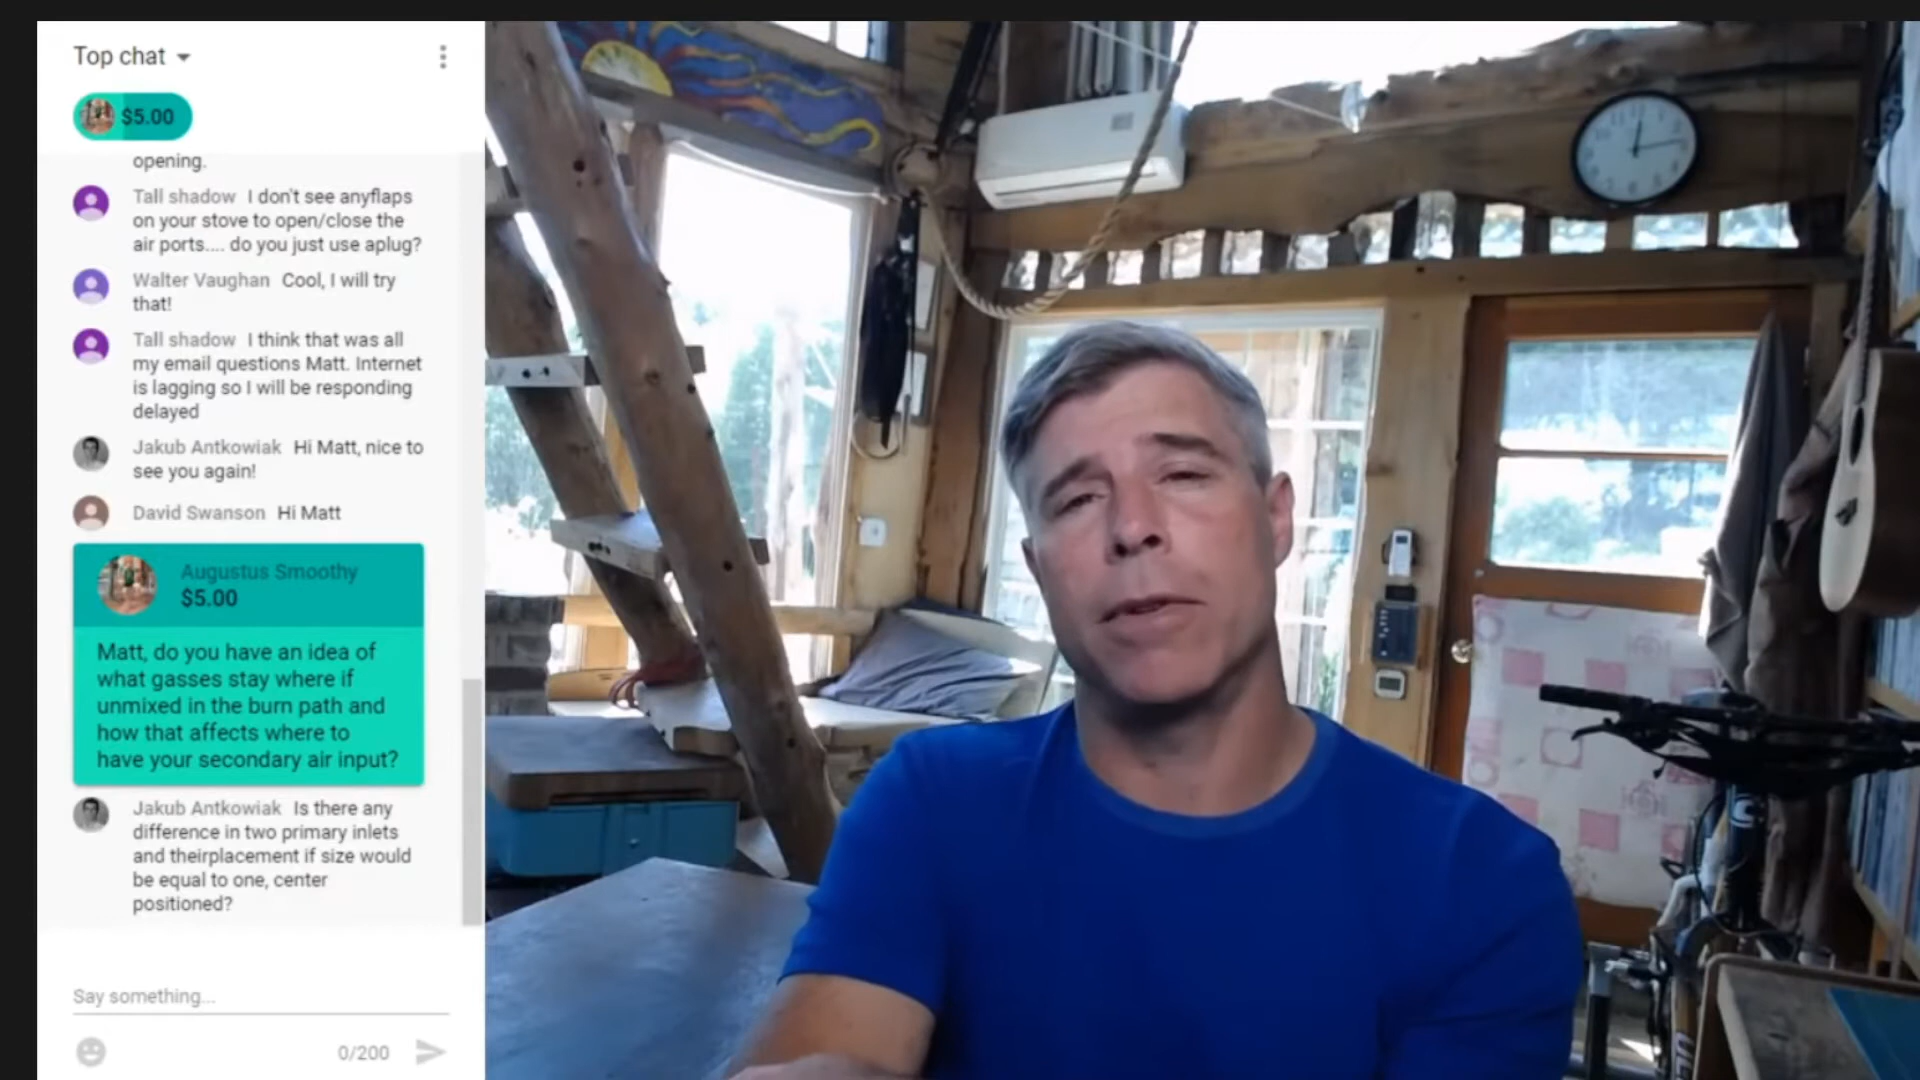 Top chat
$5.00
opening.
Tall shadow I don't see anyflaps
on your stove to open/close the
air ports.... do you just use aplug?
Walter Vaughan Cool, I will try
that!
Tall shadow I think that was all
my email questions Matt. Internet
is lagging so I will be responding
delayed
Jakub Antkowiak Hi Matt, nice to
see you again!
David Swanson Hi Matt
Augustus Smoothy
$5.00
Matt, do you have an idea of
what gasses stay where if
unmixed in the burn path and
how that affects where to
have your secondary air input?
Jakub Antkowiak Is there any
difference in two primary inlets
and theirplacement if size would
be equal to one, center
positioned?
Say something...
0/200